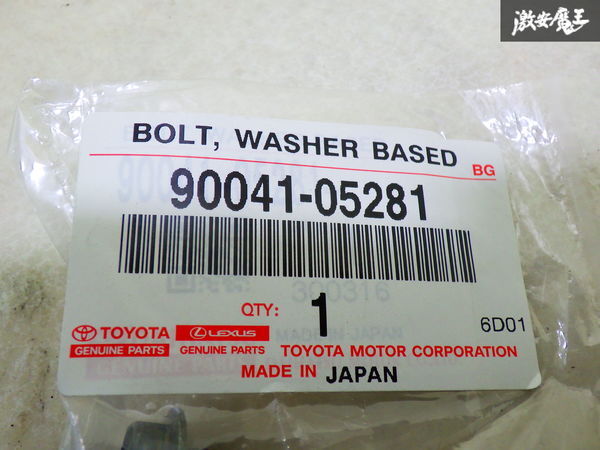 激安魔王
BOLT, WASHER BASED
BG
90041-05281
QTY: 1
6D01
TOYOTA LEXUS
GENUINE PARTS GENUINE PARTS TOYOTA MOTOR CORPORATION
MADE IN JAPAN